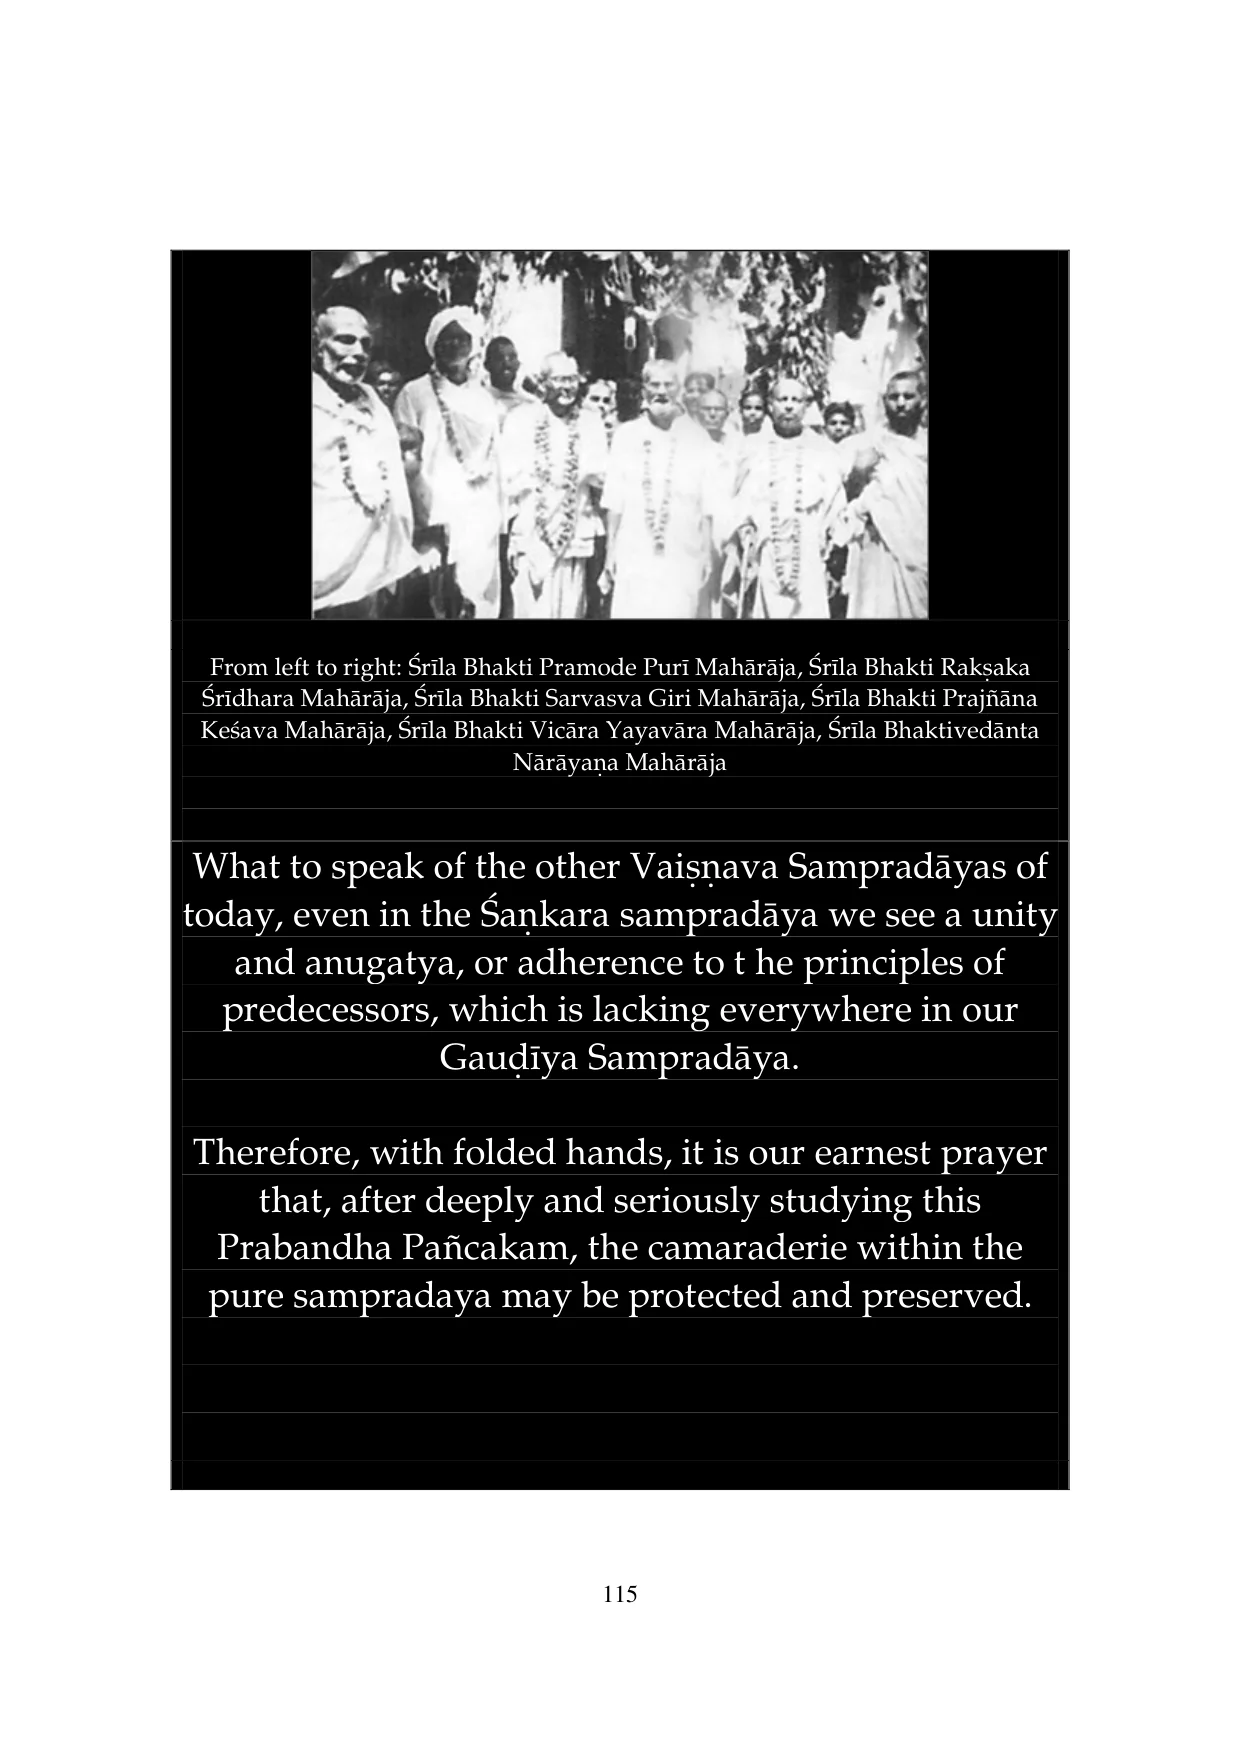 From left to right: Śrīla Bhakti Pramode Purī Mahārāja, Śrīla Bhakti Rakṣaka
Śrīdhara Mahārāja, Śrīla Bhakti Sarvasva Giri Mahārāja, Śrīla Bhakti Prajñāna
Keśava Mahārāja, Śrīla Bhakti Vicāra Yayavāra Mahārāja, Śrīla Bhaktivedānta
Nārāyaṇa Mahārāja
What to speak of the other Vaiṣṇava Sampradāyas of
today, even in the Śaṇkara sampradāya we see a unity
and anugatya, or adherence to t he principles of
predecessors, which is lacking everywhere in our
Gauḍīya Sampradāya.
Therefore, with folded hands, it is our earnest prayer
that, after deeply and seriously studying this
Prabandha Pañcakam, the camaraderie within the
pure sampradaya may be protected and preserved.
115